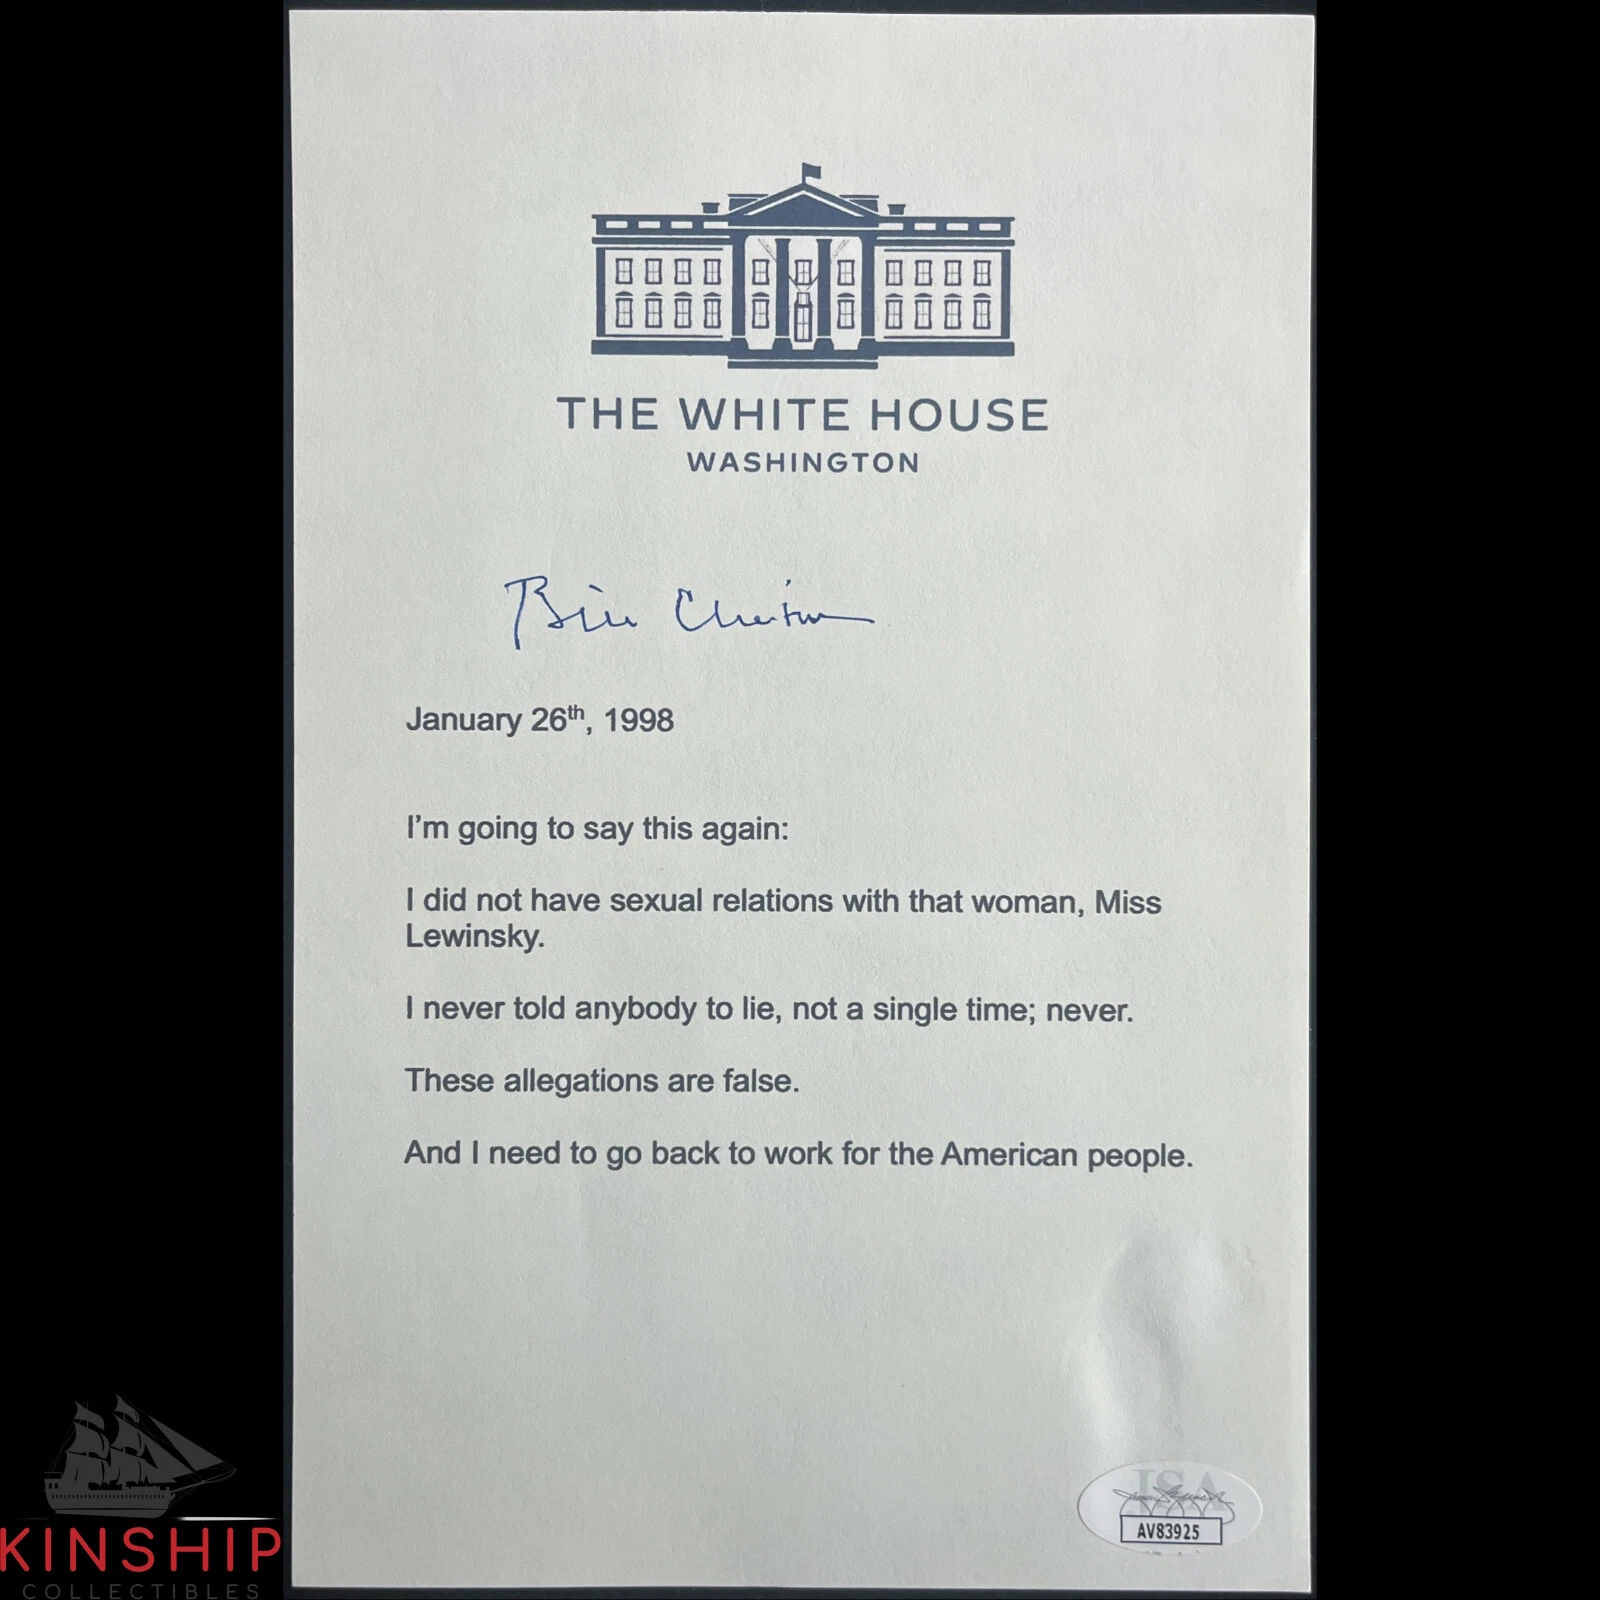 THE WHITE HOUSE
WASHINGTON
Bill Clinton
January 26th, 1998
I'm going to say this again:
I did not have sexual relations with that woman, Miss
Lewinsky.
I never told anybody to lie, not a single time; never.
These allegations are false.
And I need to go back to work for the American people.
JSA
AV83925
KINSHIP
COLLECTIBLES